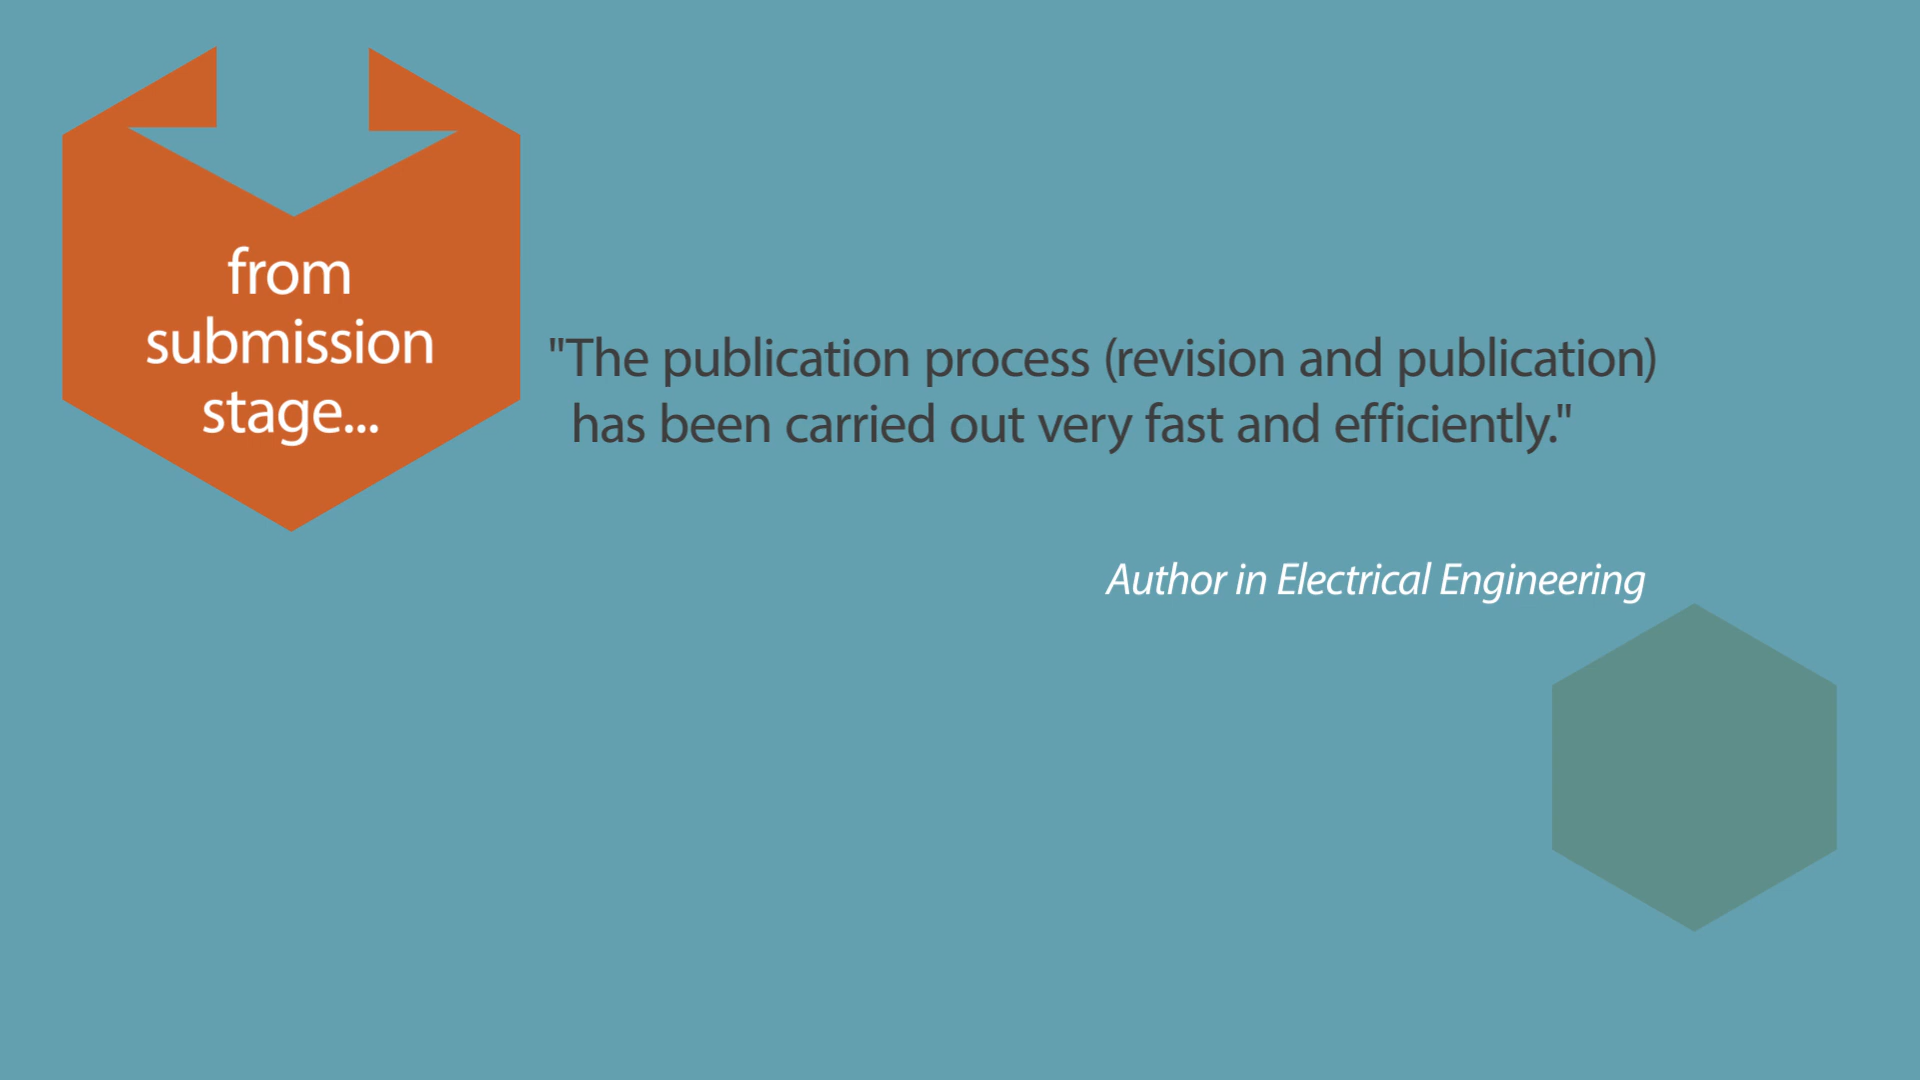 from
submission
stage...
"The publication process (revision and publication)
has been carried out very fast and efficiently."
Author in Electrical Engineering